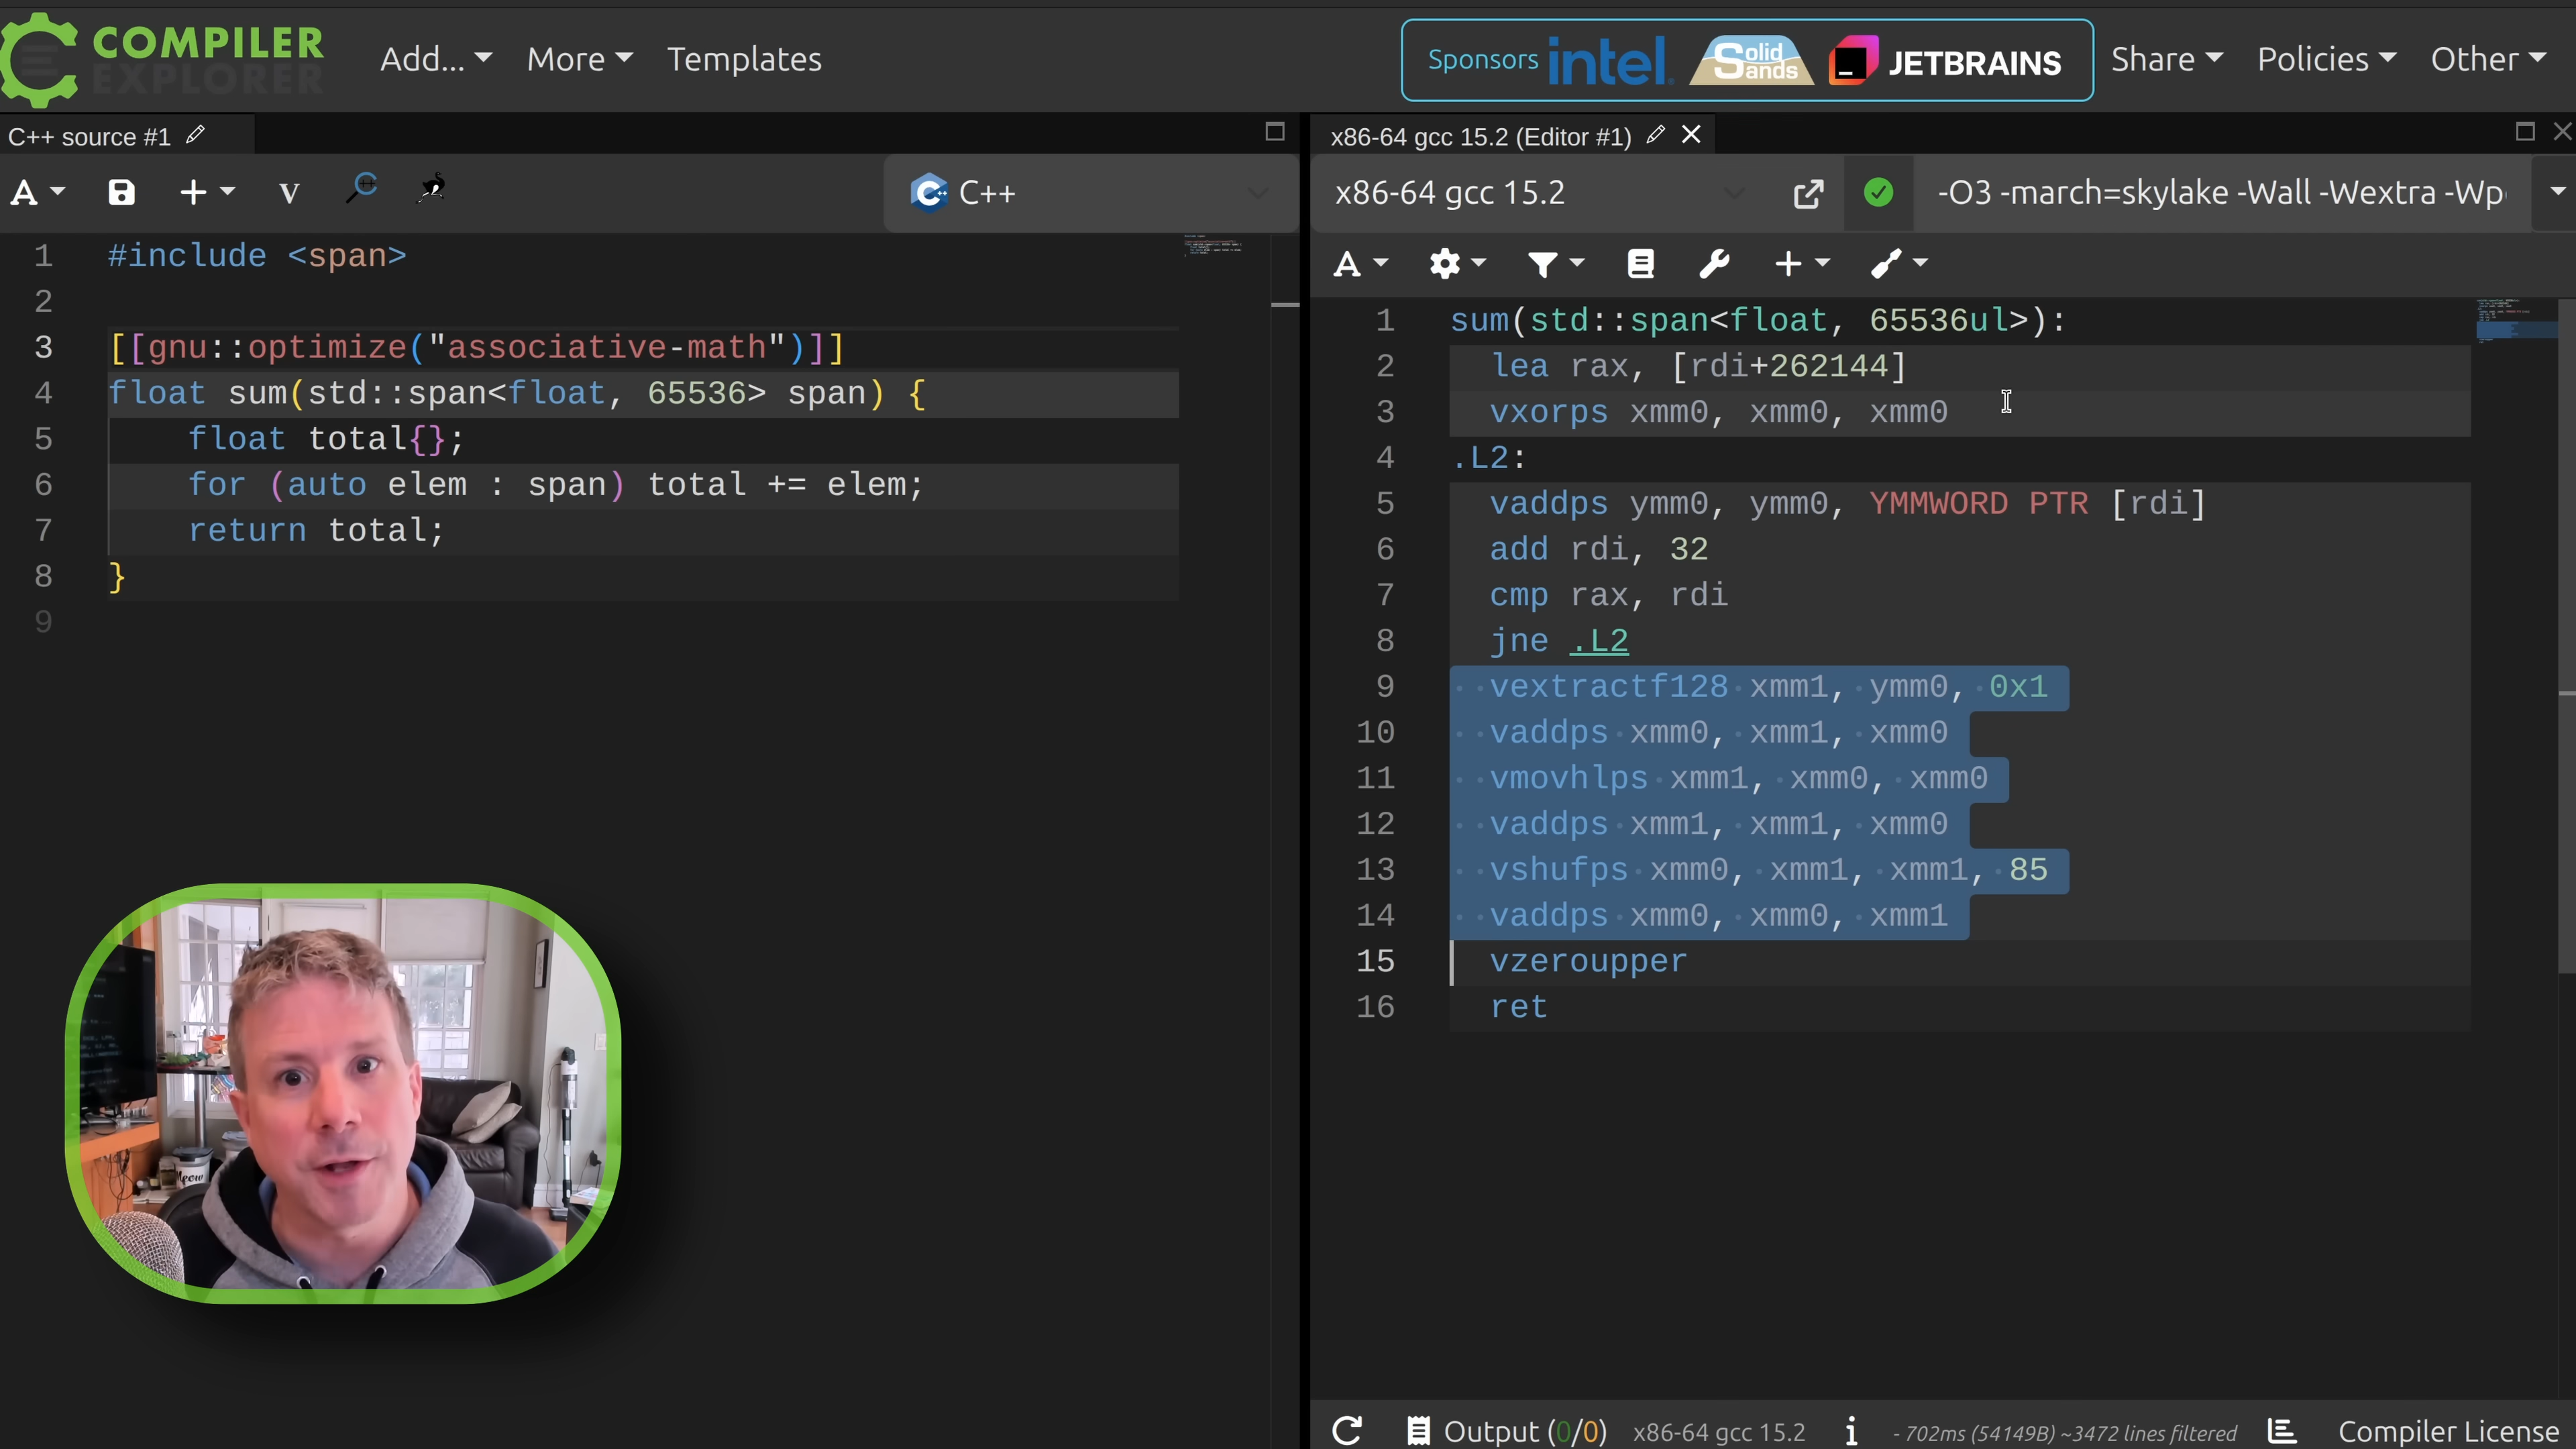 COMPILER
EXPLORER
Add...
More
Templates
Sponsors
intel.
Solid
Sands
JETBRAINS
Share
Policies
Other
C++ source #1
A
+
V
C++
1 #include <span>
2
3 [[gnu::optimize("associative-math")]]
4 float sum(std::span<float, 65536> span) {
5 float total{};
6 for (auto elem : span) total += elem;
7 return total;
8 }
9
x86-64 gcc 15.2 (Editor #1)
x86-64 gcc 15.2
-O3 -march=skylake -Wall -Wextra -Wp
A
+
1 sum(std::span<float, 65536ul>):
2 lea rax, [rdi+262144]
3 vxorps xmm0, xmm0, xmm0
4 .L2:
5 vaddps ymm0, ymm0, YMMWORD PTR [rdi]
6 add rdi, 32
7 cmp rax, rdi
8 jne .L2
9 vextractf128 xmm1, ymm0, 0x1
10 vaddps xmm0, xmm1, xmm0
11 vmovhlps xmm1, xmm0, xmm0
12 vaddps xmm1, xmm1, xmm0
13 vshufps xmm0, xmm1, xmm1, 85
14 vaddps xmm0, xmm0, xmm1
15 vzeroupper
16 ret
Meow
Output (0/0) x86-64 gcc 15.2 i - 702ms (54149B) ~3472 lines filtered Compiler License